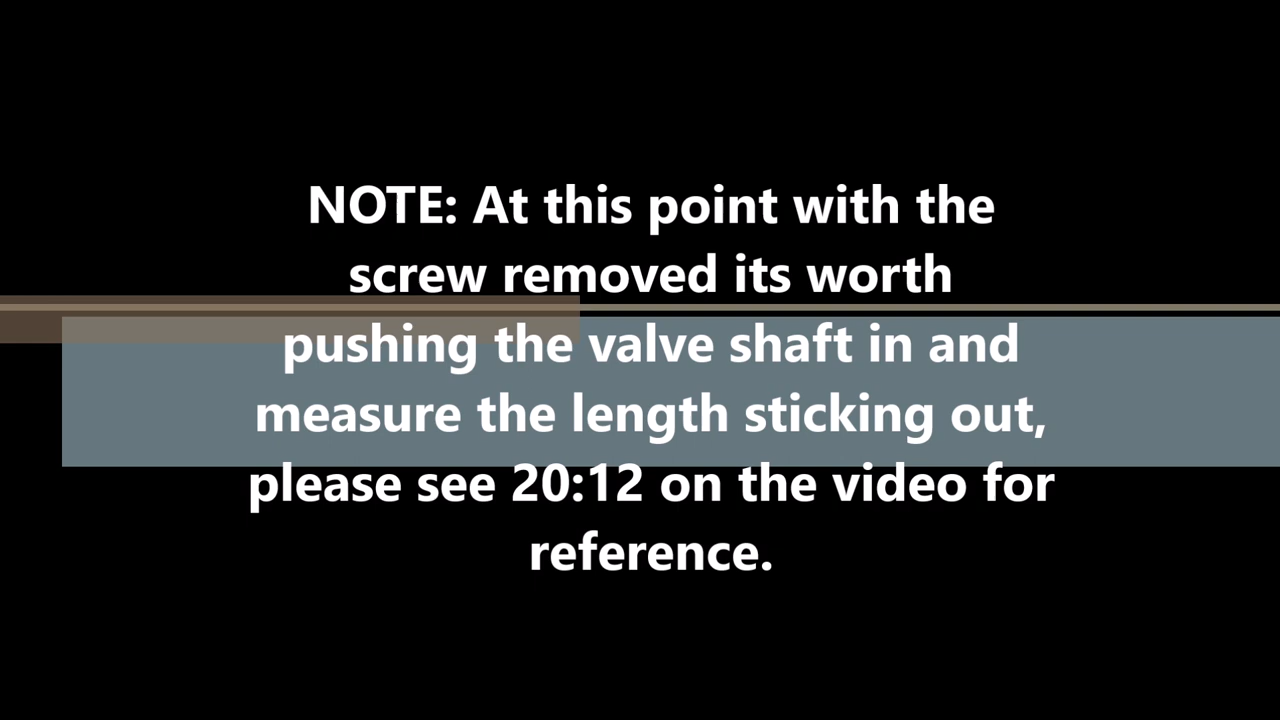 NOTE: At this point with the
screw removed its worth
pushing the valve shaft in and
measure the length sticking out,
please see 20:12 on the video for
reference.